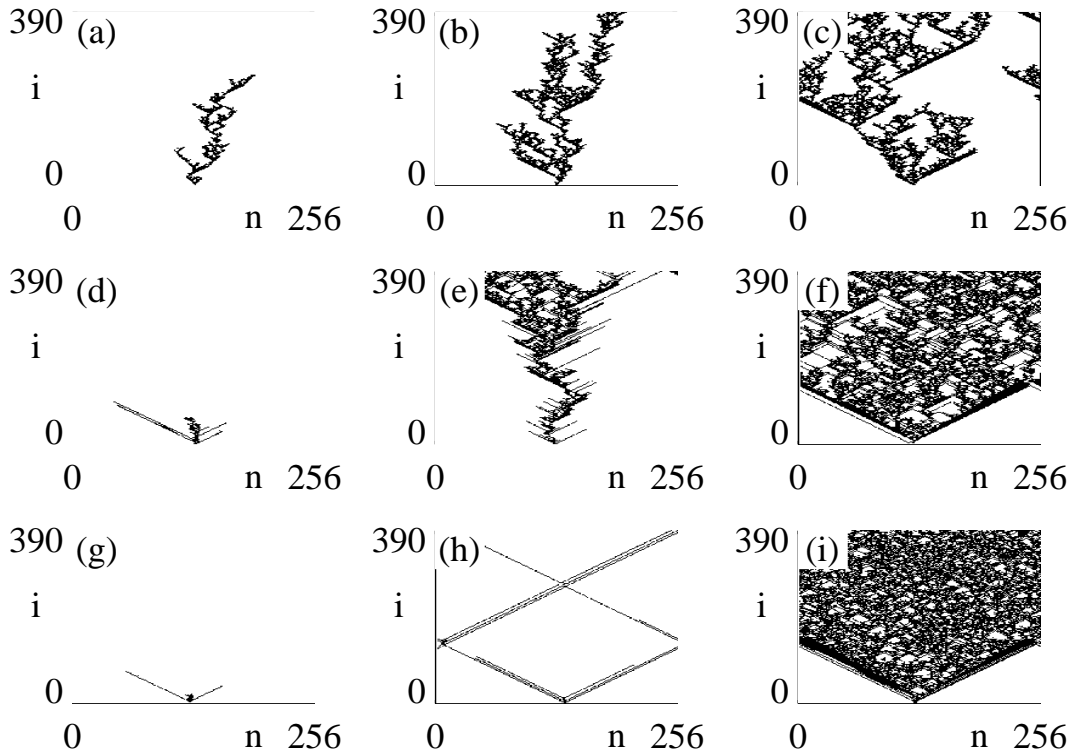 390 (a) 390 (b) 390 (c)
i i i
0 0 0
0 n 256 0 n 256 0 n 256
390 (d) 390 (e) 390 (f)
i i i
0 0 0
0 n 256 0 n 256 0 n 256
390 (g) 390 (h) 390 (i)
i i i
0 0 0
0 n 256 0 n 256 0 n 256